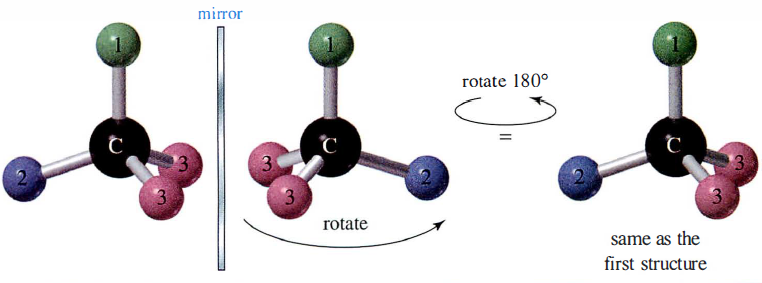 mirror
1
C
2
3
3
1
C
3
3
2
rotate
rotate 180°
=
1
C
2
3
3
same as the
first structure